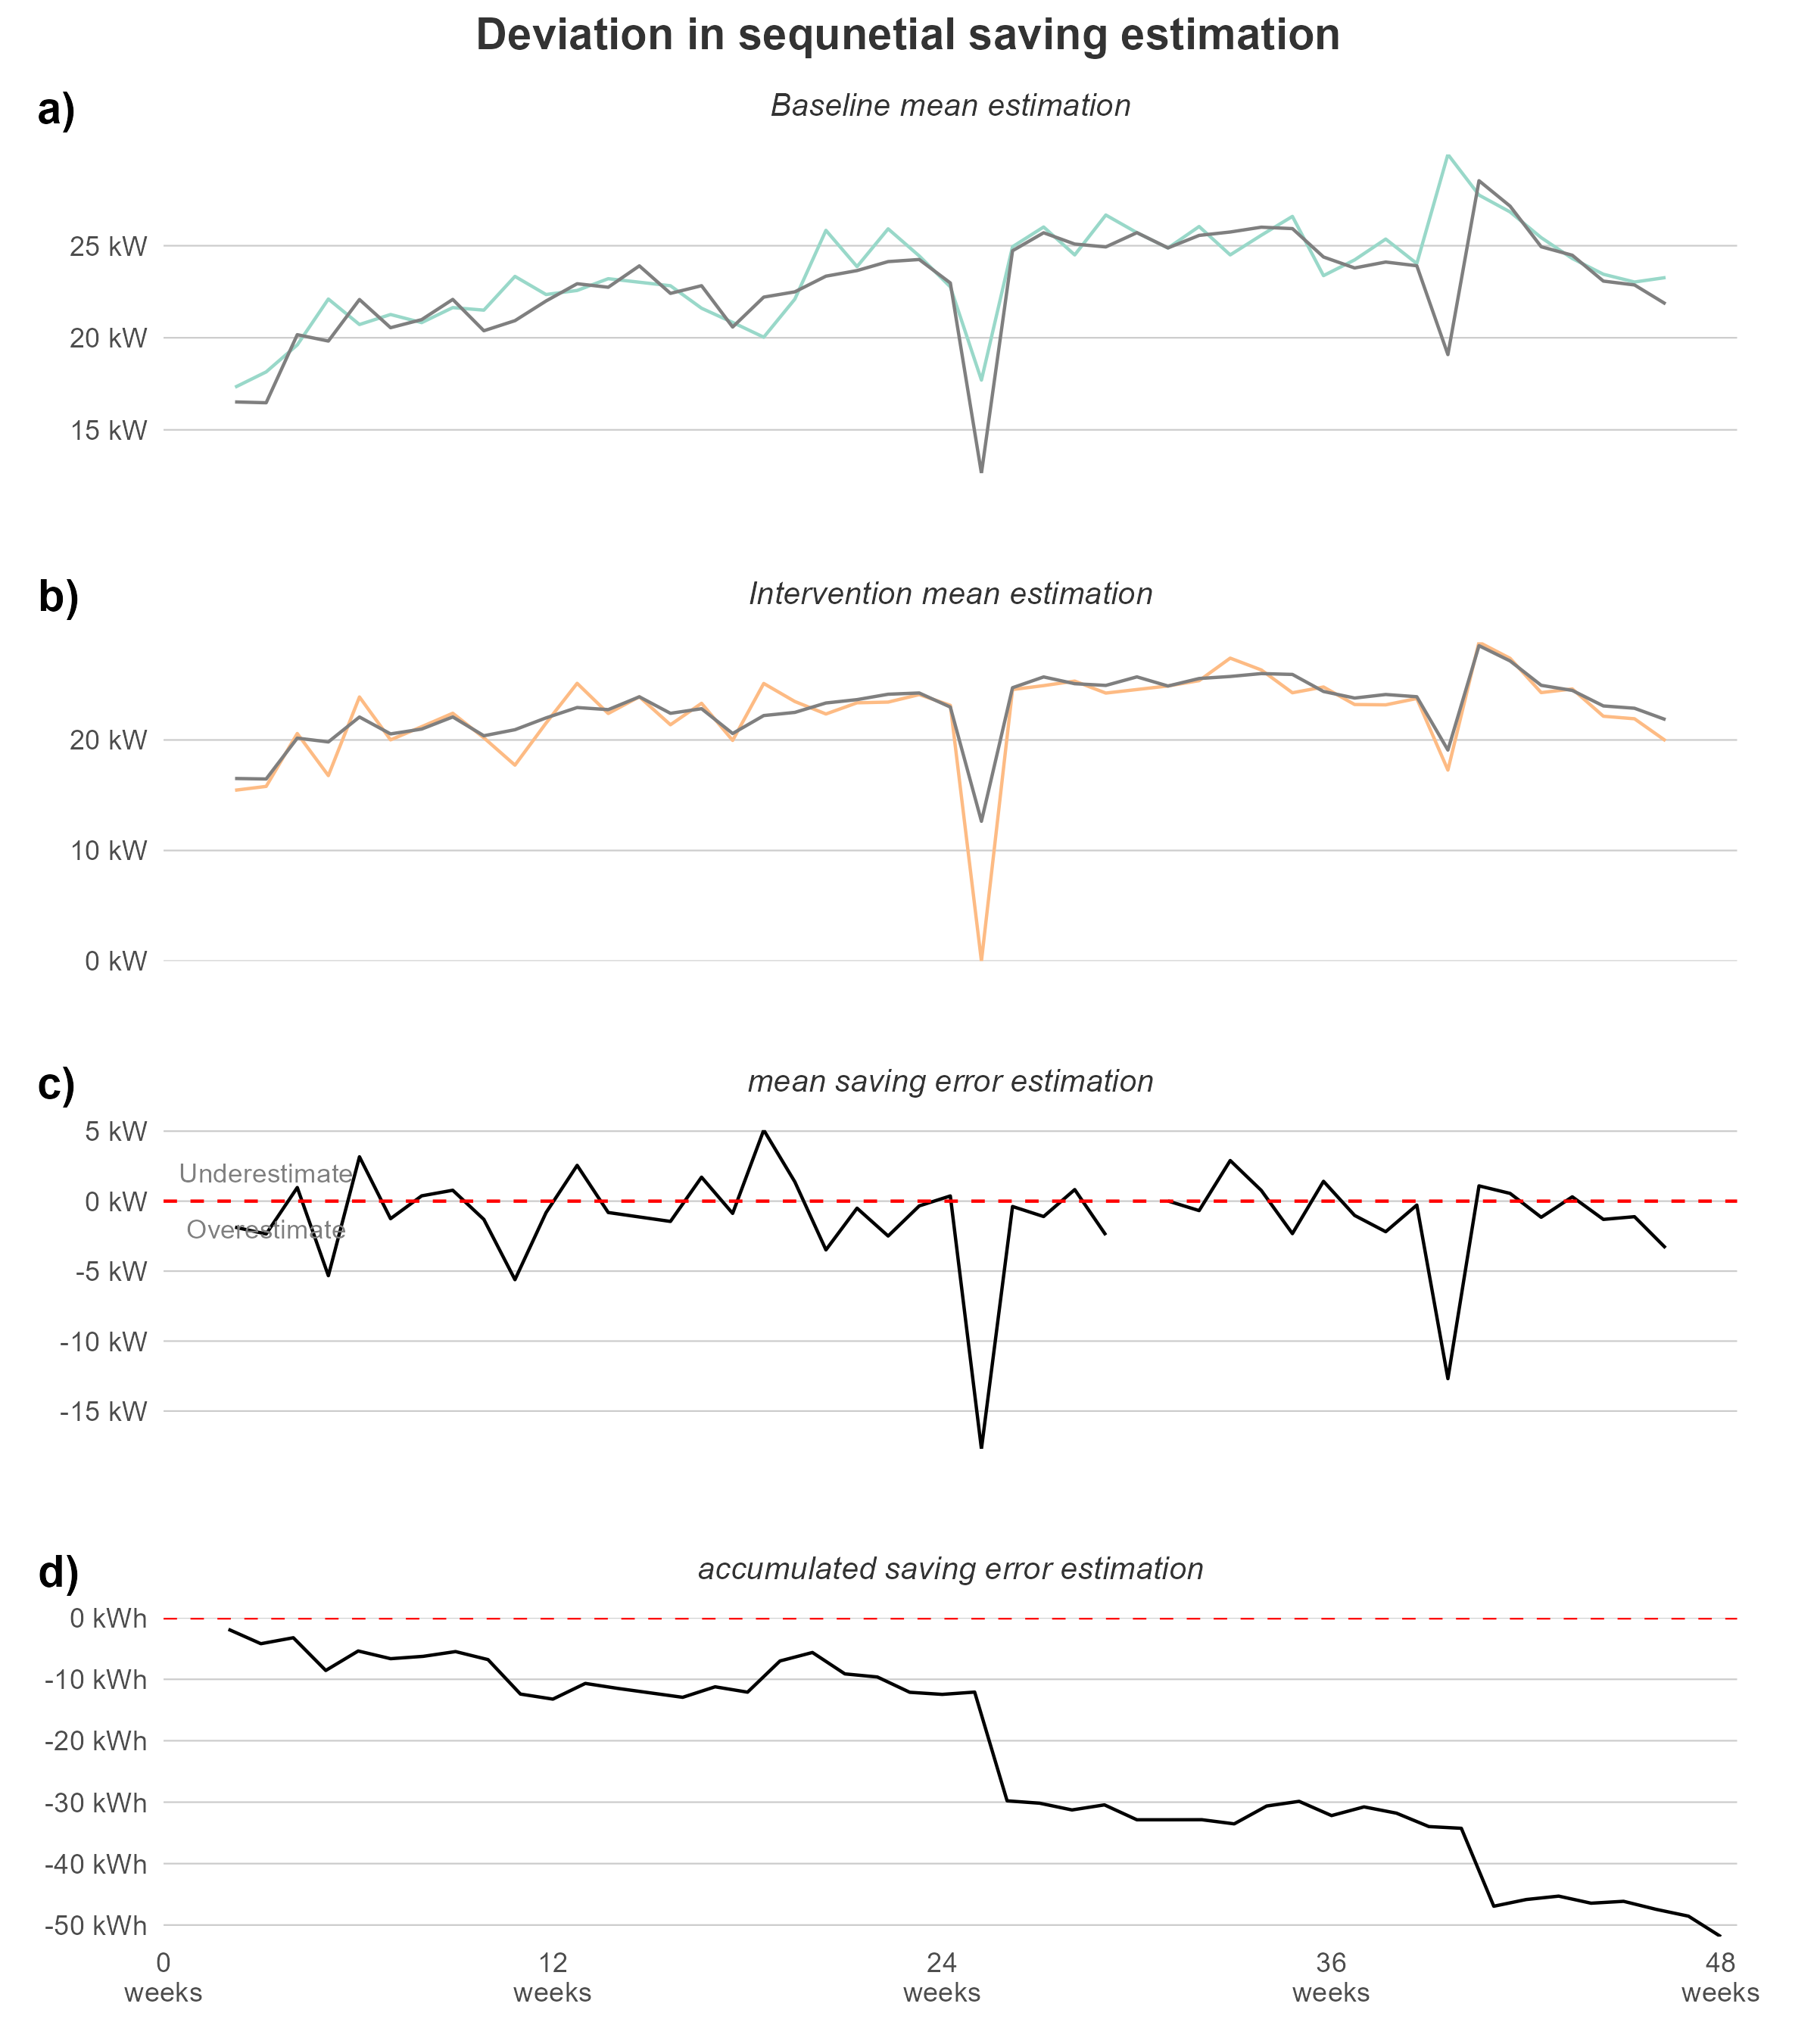 Deviation in sequnetial saving estimation
a)
Baseline mean estimation
25 kW
20 kW
15 kW
b)
Intervention mean estimation
20 kW
10 kW
0 kW
c)
mean saving error estimation
5 kW
Underestimate
0 kW
Overestimate
-5 kW
-10 kW
-15 kW
d)
accumulated saving error estimation
0 kWh
-10 kWh
-20 kWh
-30 kWh
-40 kWh
-50 kWh
0 12 24 36 48
weeks weeks weeks weeks weeks